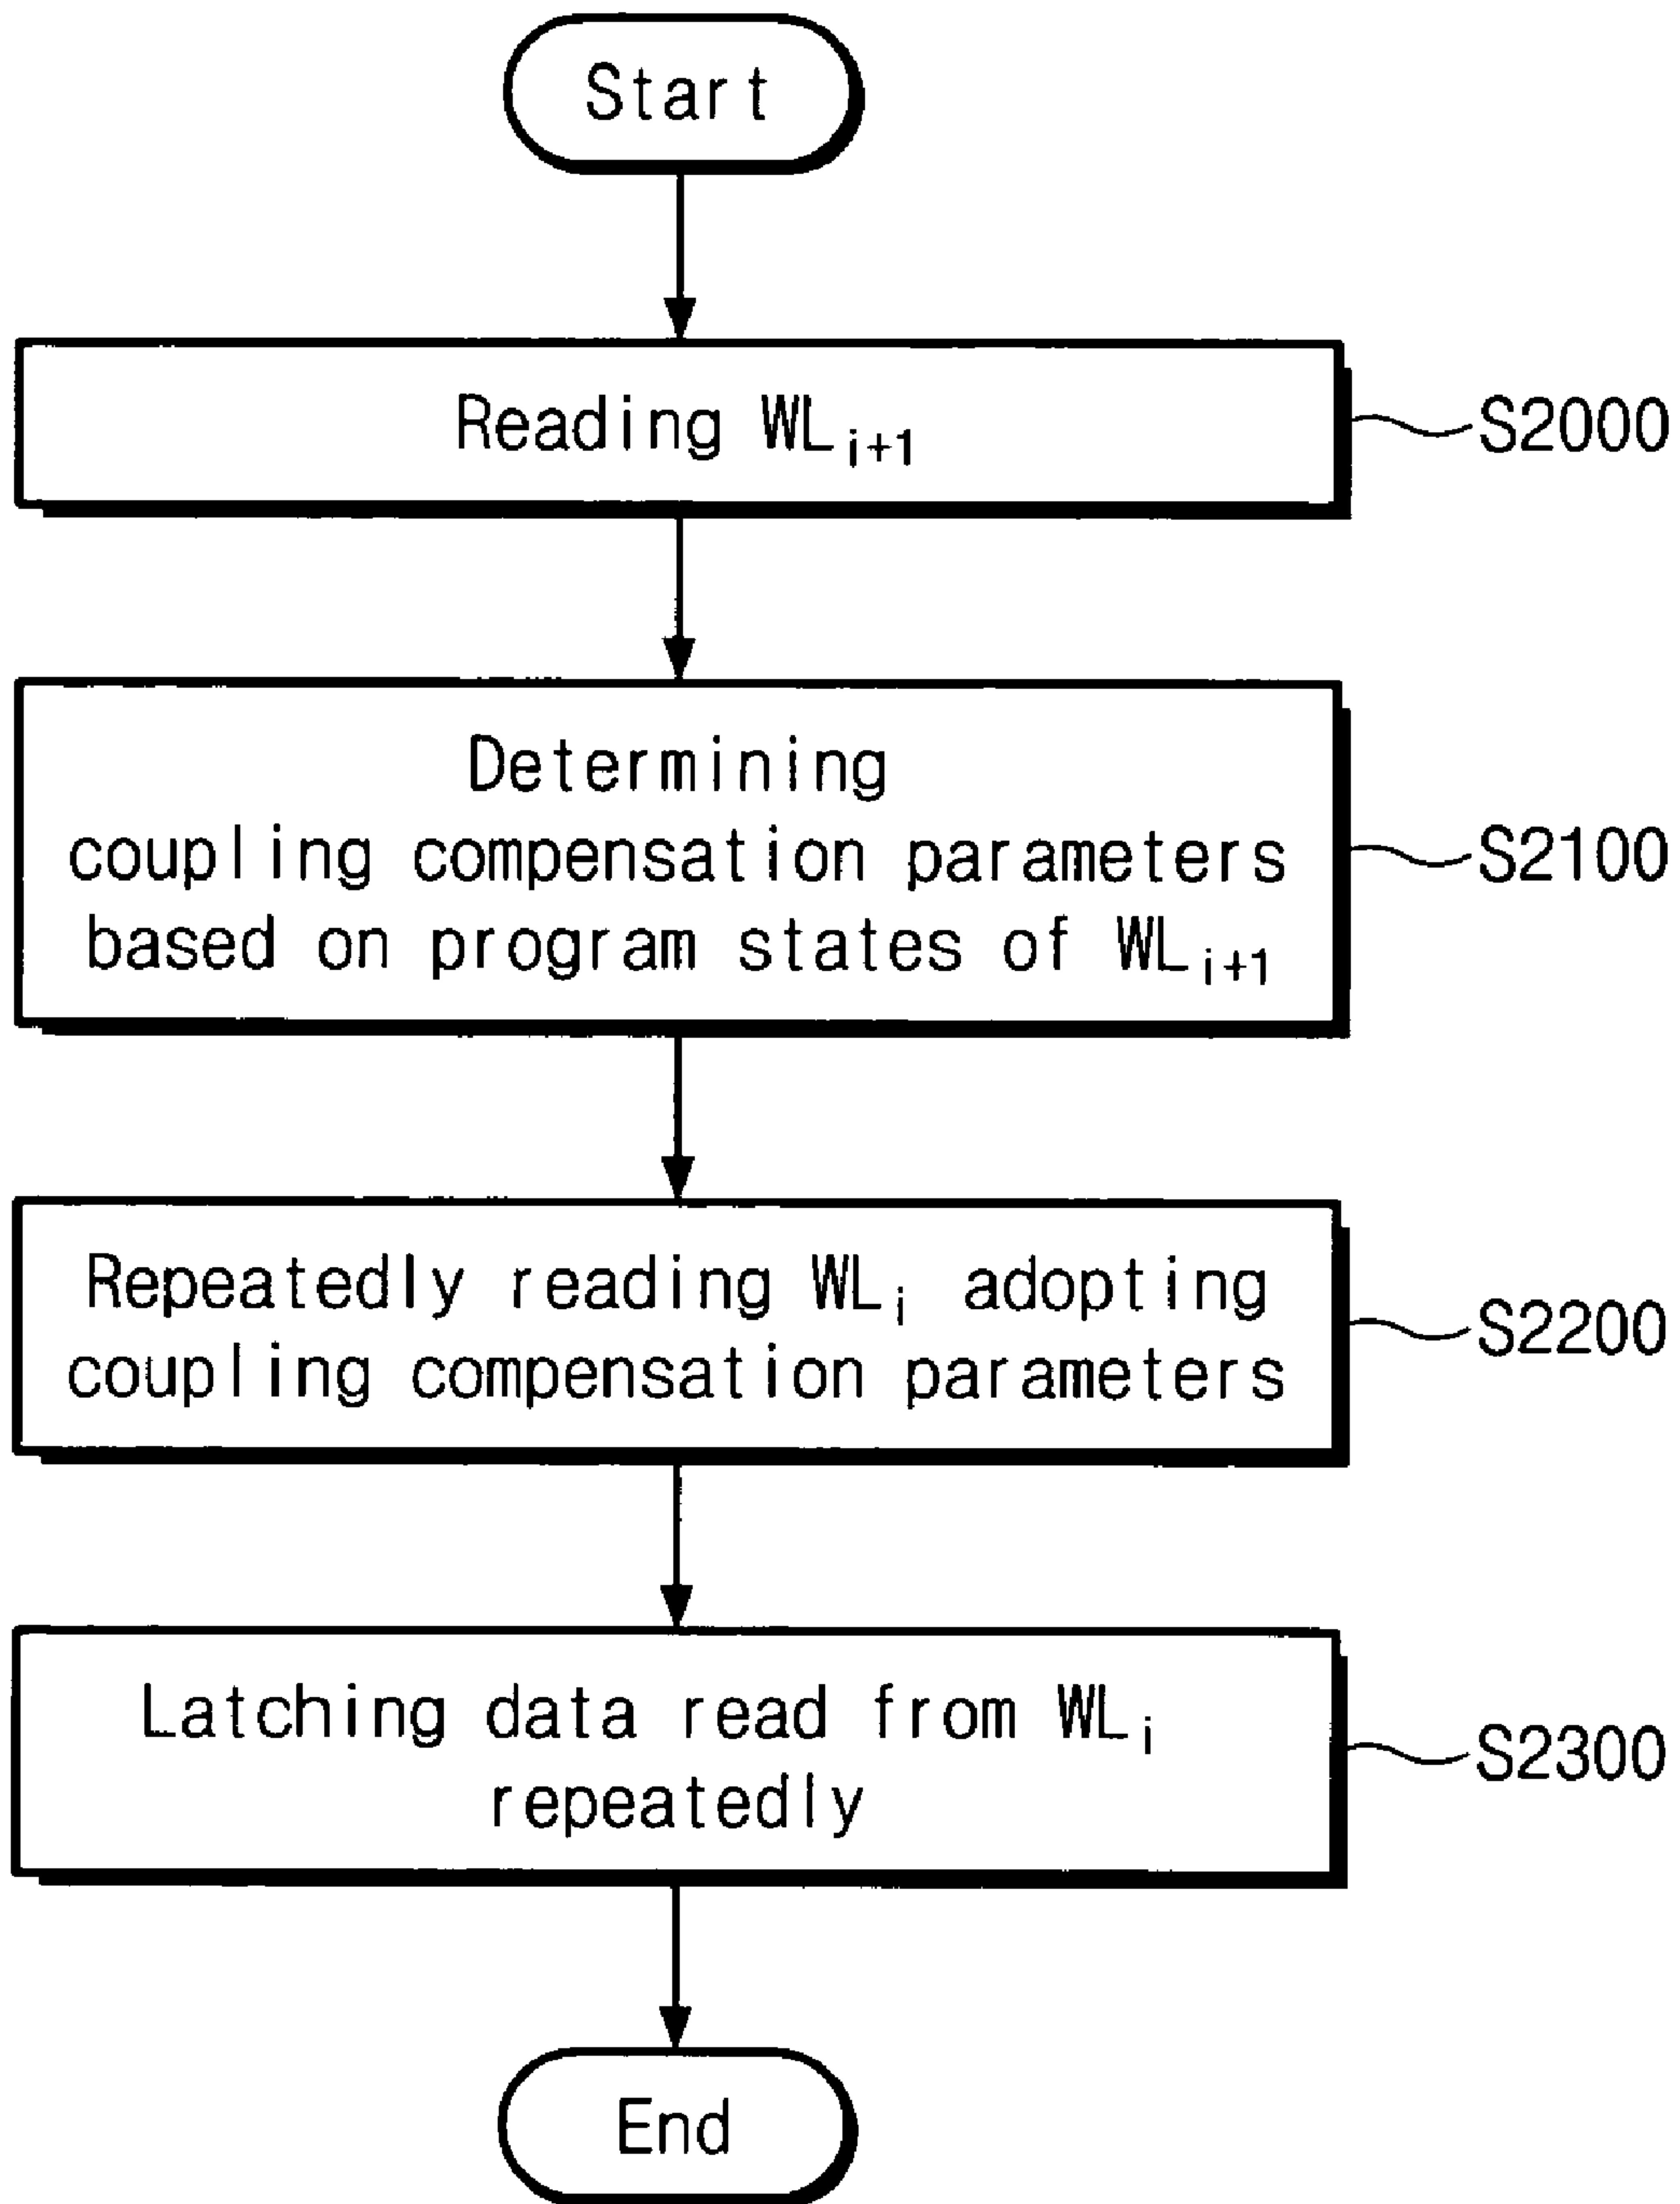 Start
Reading WLi+1
S2000
Determining
coupling compensation parameters
based on program states of WLi+1
S2100
Repeatedly reading WLi adopting
coupling compensation parameters
S2200
Latching data read from WLi
repeatedly
S2300
End